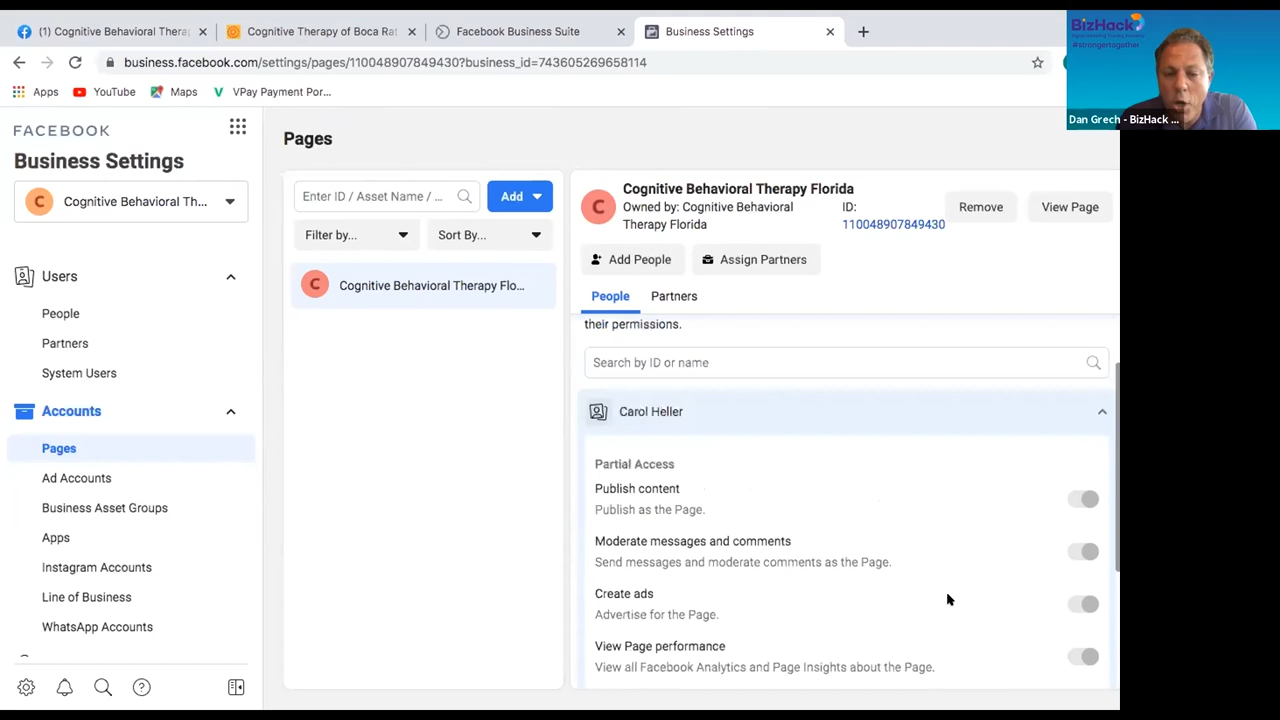 (1) Cognitive Behavioral Thera
Cognitive Therapy of Boca Rat
Facebook Business Suite
Business Settings
business.facebook.com/settings/pages/110048907849430?business_id=743605269658114
Apps
YouTube
Maps
VPay Payment Por...
BizHack
#strongertogether
Dan Grech - BizHack ...
FACEBOOK
Business Settings
C
Cognitive Behavioral Th...
Users
People
Partners
System Users
Accounts
Pages
Ad Accounts
Business Asset Groups
Apps
Instagram Accounts
Line of Business
WhatsApp Accounts
Pages
Enter ID / Asset Name / ...
Add
Filter by...
Sort By...
C
Cognitive Behavioral Therapy Flo...
C
Cognitive Behavioral Therapy Florida
Owned by: Cognitive Behavioral
Therapy Florida
ID:
110048907849430
Remove
View Page
Add People
Assign Partners
People
Partners
their permissions.
Search by ID or name
Carol Heller
Partial Access
Publish content
Publish as the Page.
Moderate messages and comments
Send messages and moderate comments as the Page.
Create ads
Advertise for the Page.
View Page performance
View all Facebook Analytics and Page Insights about the Page.